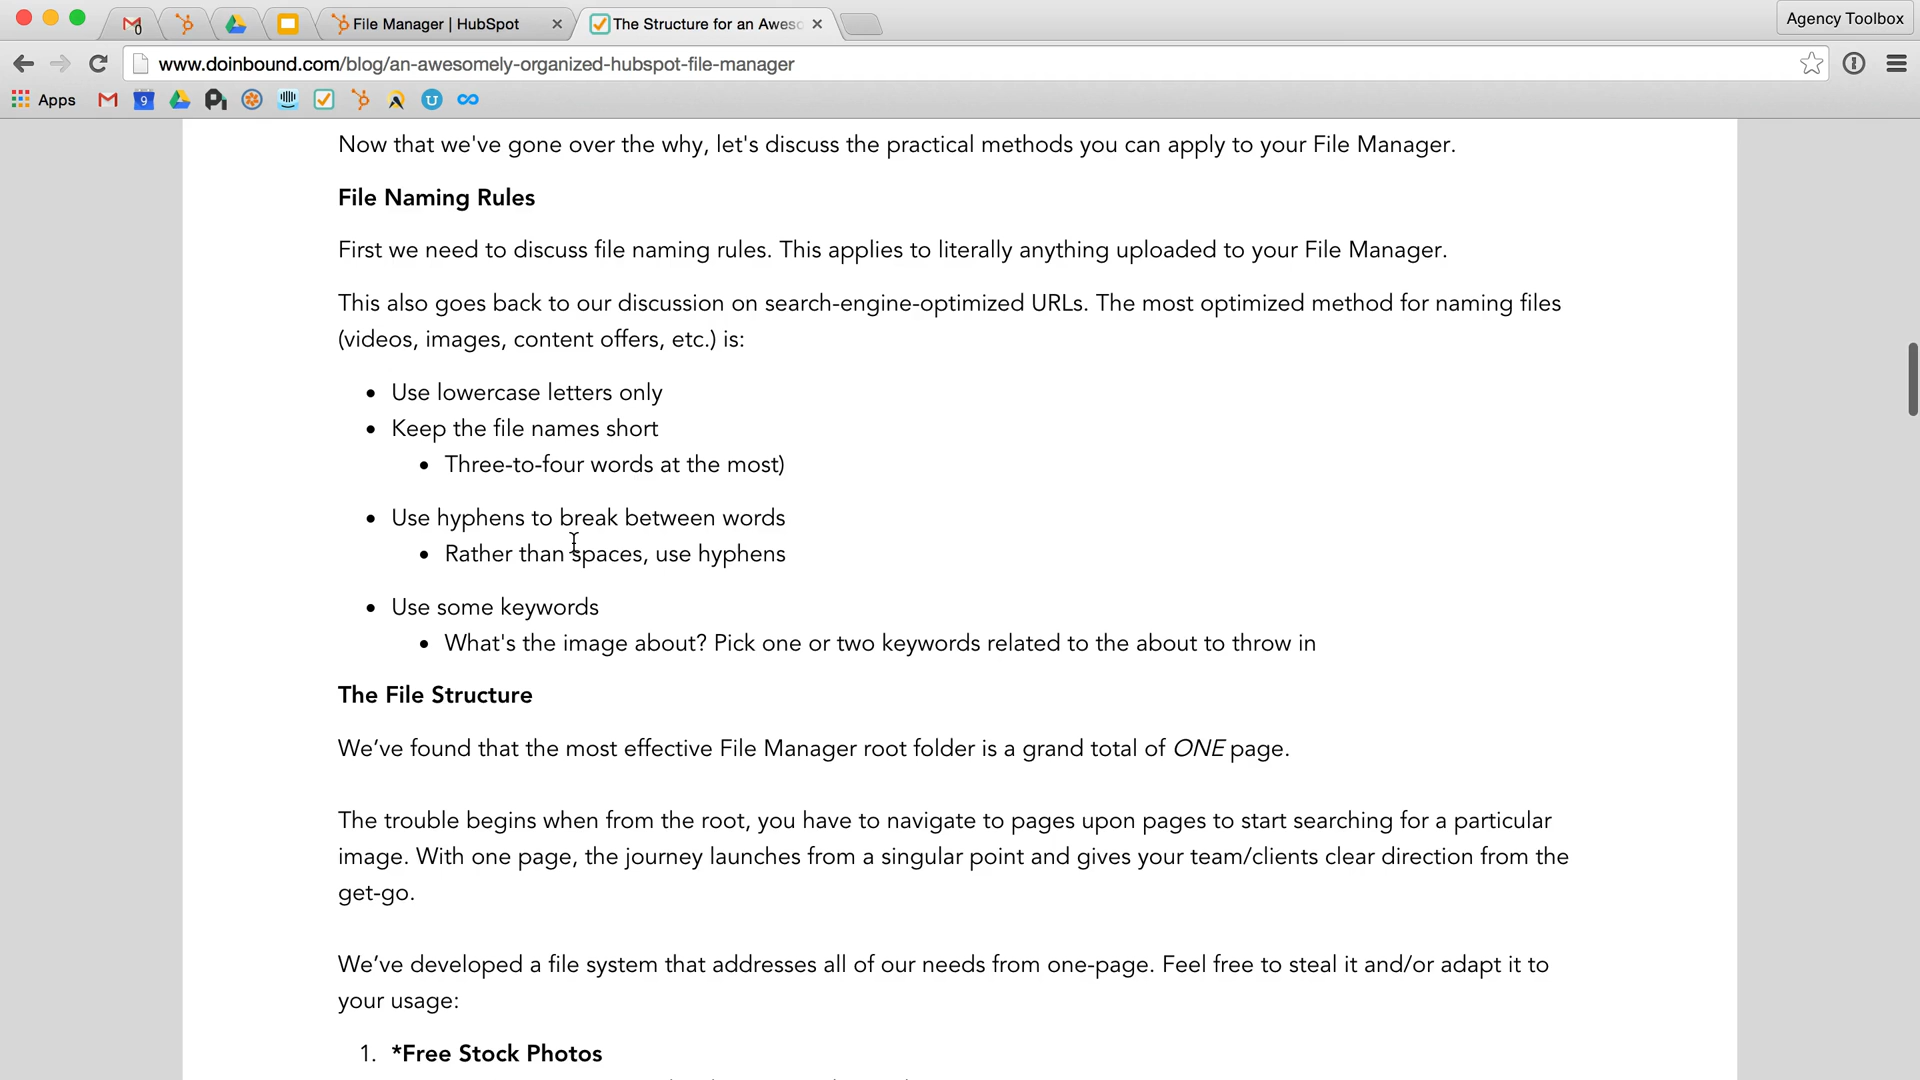 File Manager | HubSpot
The Structure for an Aweso
Agency Toolbox
www.doinbound.com/blog/an-awesomely-organized-hubspot-file-manager
Apps
9
Now that we've gone over the why, let's discuss the practical methods you can apply to your File Manager.
File Naming Rules
First we need to discuss file naming rules. This applies to literally anything uploaded to your File Manager.
This also goes back to our discussion on search-engine-optimized URLs. The most optimized method for naming files
(videos, images, content offers, etc.) is:
• Use lowercase letters only
• Keep the file names short
• Three-to-four words at the most)
• Use hyphens to break between words
• Rather than spaces, use hyphens
• Use some keywords
• What's the image about? Pick one or two keywords related to the about to throw in
The File Structure
We've found that the most effective File Manager root folder is a grand total of ONE page.
The trouble begins when from the root, you have to navigate to pages upon pages to start searching for a particular
image. With one page, the journey launches from a singular point and gives your team/clients clear direction from the
get-go.
We've developed a file system that addresses all of our needs from one-page. Feel free to steal it and/or adapt it to
your usage:
1. *Free Stock Photos